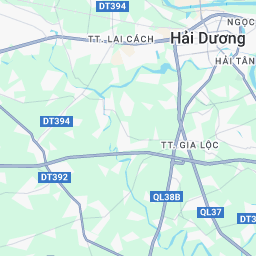 DT394
NGỌC
Hải Dương
TT. LAI CÁCH
HẢI TÂN
DT394
TT. GIA LỘC
DT392
QL38B
QL37